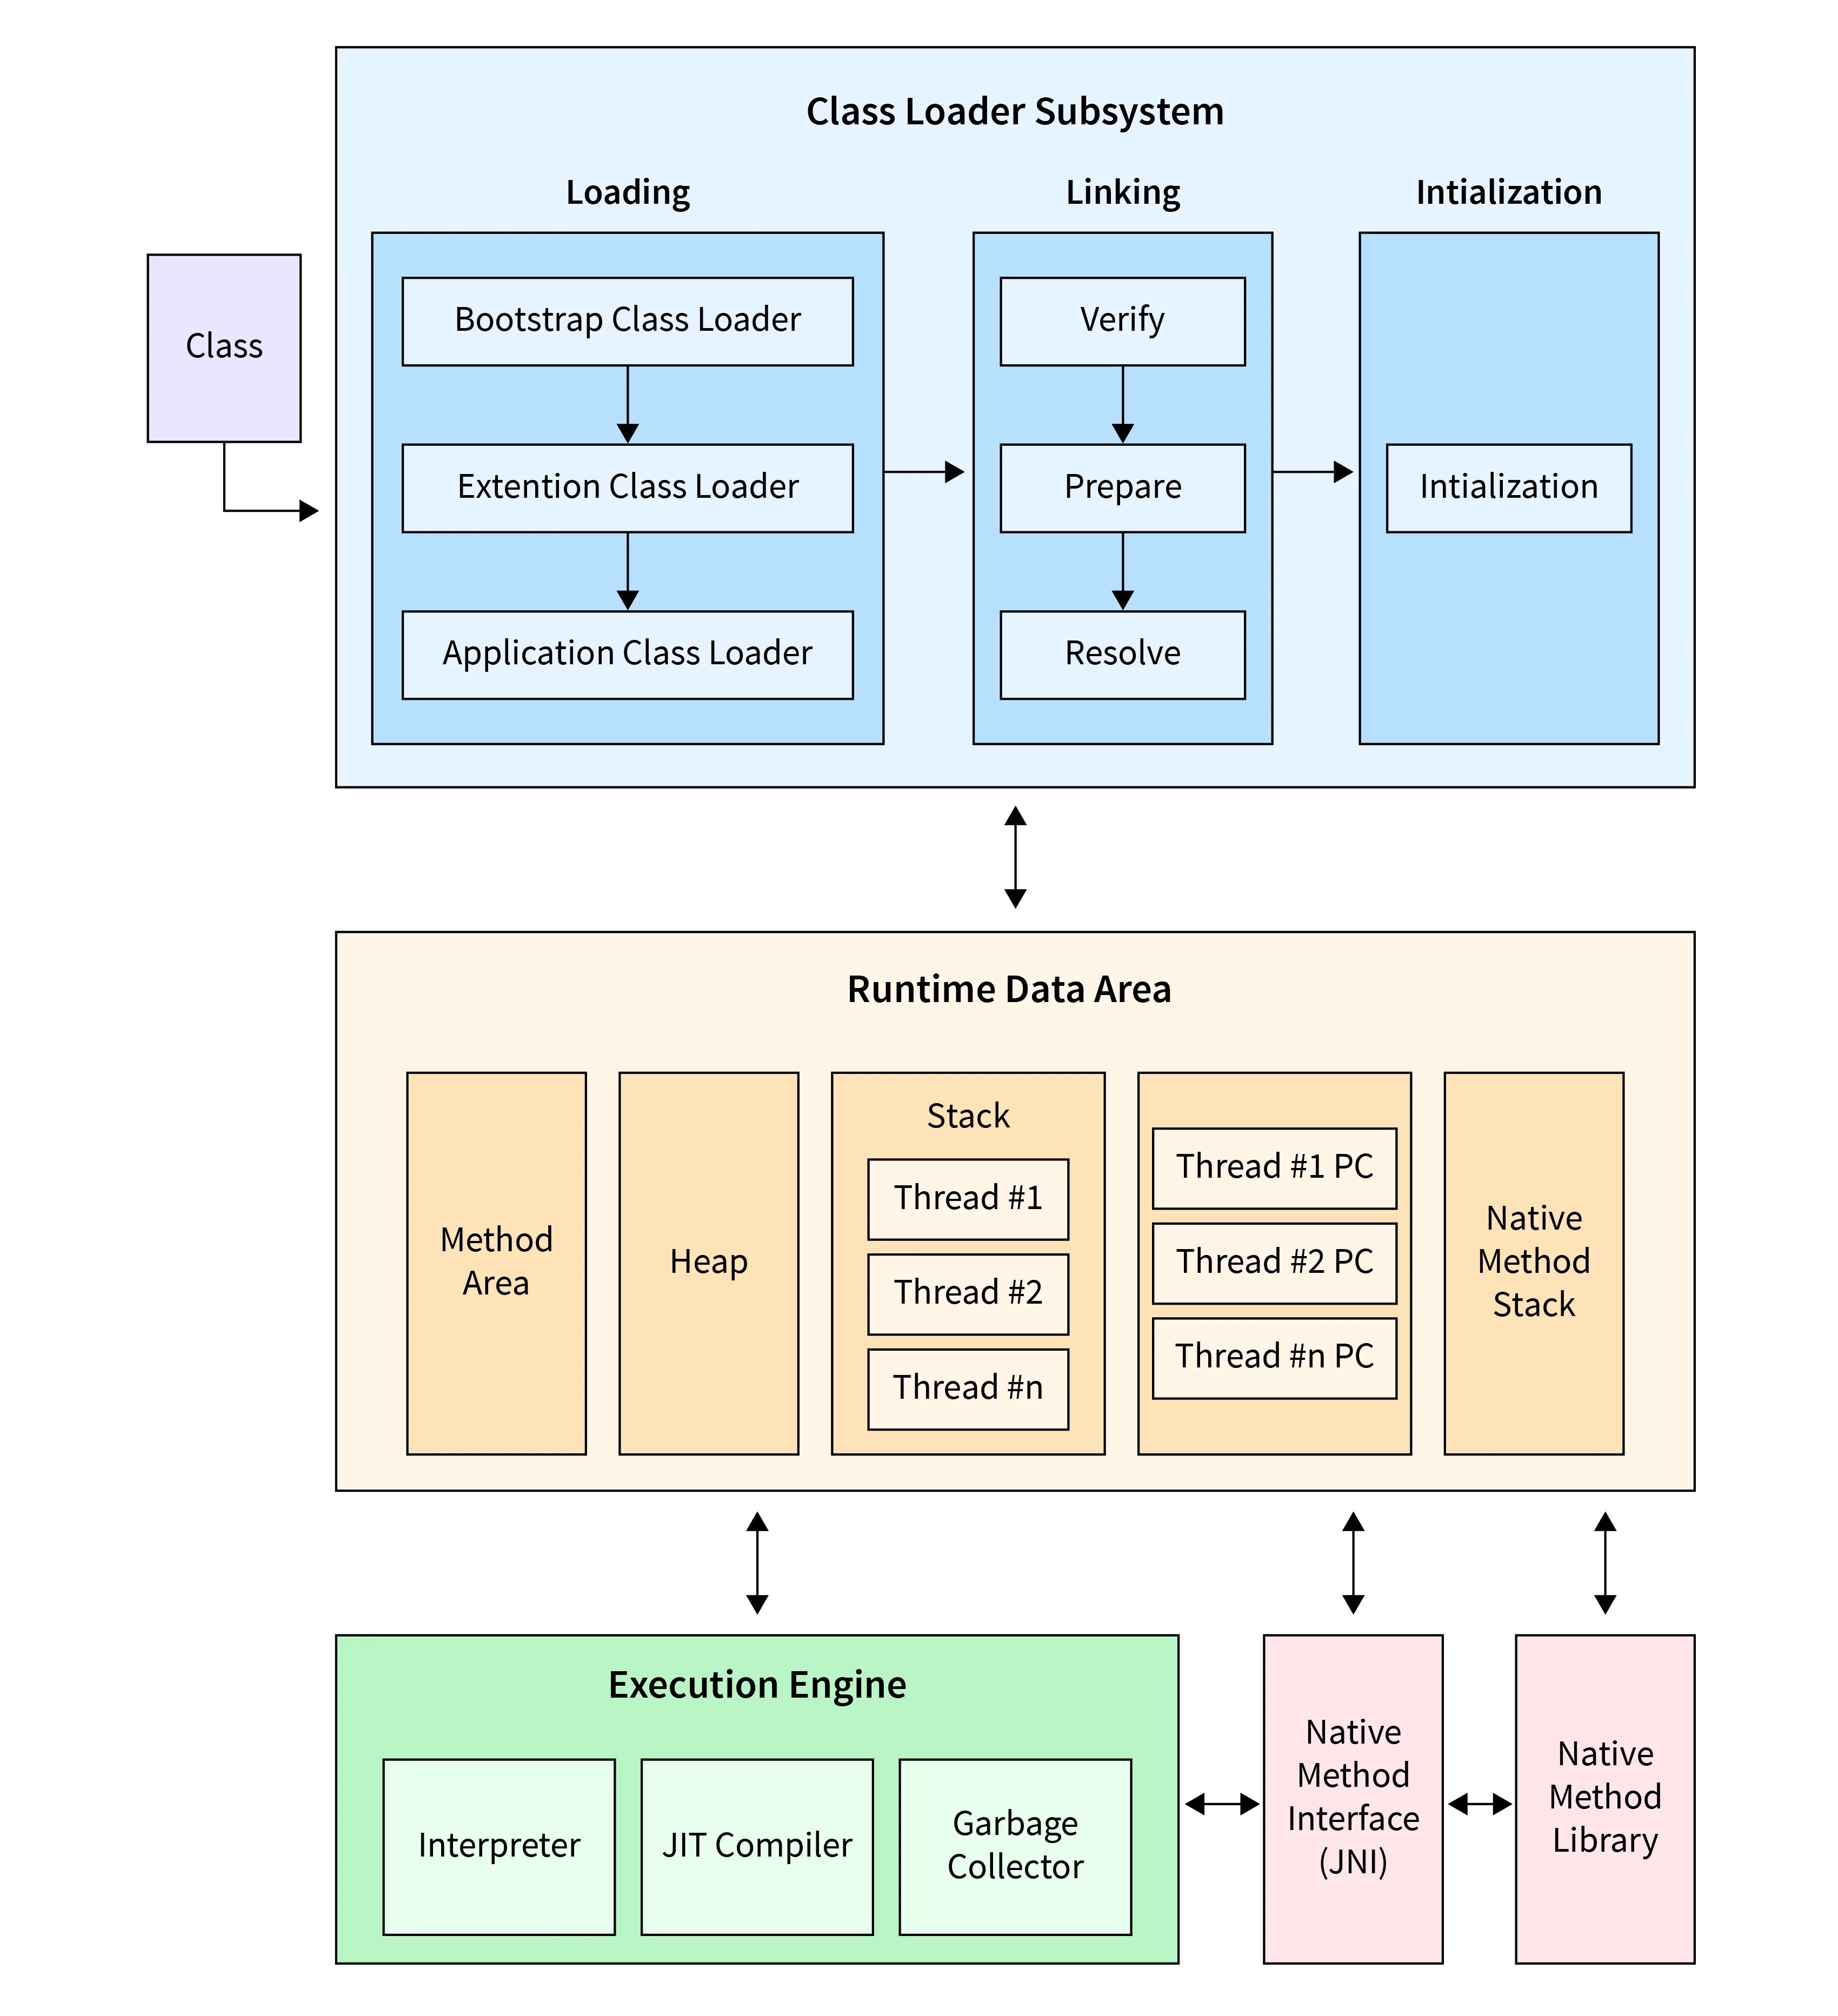 Class Loader Subsystem
Loading
Linking
Intialization
Class
Bootstrap Class Loader
Extention Class Loader
Application Class Loader
Verify
Prepare
Resolve
Intialization
Runtime Data Area
Method
Area
Heap
Stack
Thread #1
Thread #2
Thread #n
Thread #1 PC
Thread #2 PC
Thread #n PC
Native
Method
Stack
Execution Engine
Interpreter
JIT Compiler
Garbage
Collector
Native
Method
Interface
(JNI)
Native
Method
Library